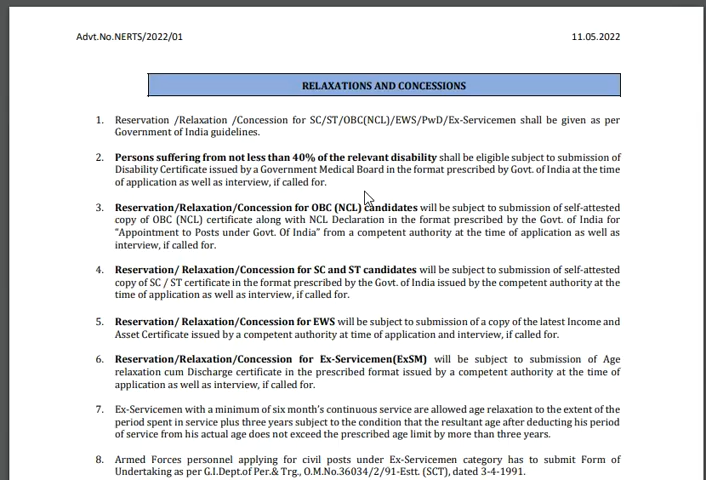 Advt.No.NERTS/2022/01 11.05.2022
RELAXATIONS AND CONCESSIONS
1. Reservation /Relaxation /Concession for SC/ST/OBC(NCL)/EWS/PwD/Ex-Servicemen shall be given as per
Government of India guidelines.
2. Persons suffering from not less than 40% of the relevant disability shall be eligible subject to submission of
Disability Certificate issued by a Government Medical Board in the format prescribed by Govt. of India at the time
of application as well as interview, if called for.
3. Reservation/Relaxation/Concession for OBC (NCL) candidates will be subject to submission of self-attested
copy of OBC (NCL) certificate along with NCL Declaration in the format prescribed by the Govt. of India for
“Appointment to Posts under Govt. Of India” from a competent authority at the time of application as well as
interview, if called for.
4. Reservation/ Relaxation/Concession for SC and ST candidates will be subject to submission of self-attested
copy of SC / ST certificate in the format prescribed by the Govt. of India issued by the competent authority at the
time of application as well as interview, if called for.
5. Reservation/ Relaxation/Concession for EWS will be subject to submission of a copy of the latest Income and
Asset Certificate issued by a competent authority at time of application and interview, if called for.
6. Reservation/Relaxation/Concession for Ex-Servicemen(ExSM) will be subject to submission of Age
relaxation cum Discharge certificate in the prescribed format issued by a competent authority at the time of
application as well as interview, if called for.
7. Ex-Servicemen with a minimum of six month’s continuous service are allowed age relaxation to the extent of the
period spent in service plus three years subject to the condition that the resultant age after deducting his period
of service from his actual age does not exceed the prescribed age limit by more than three years.
8. Armed Forces personnel applying for civil posts under Ex-Servicemen category has to submit Form of
Undertaking as per G.I.Dept.of Per.& Trg., O.M.No.36034/2/91-Estt. (SCT), dated 3-4-1991.